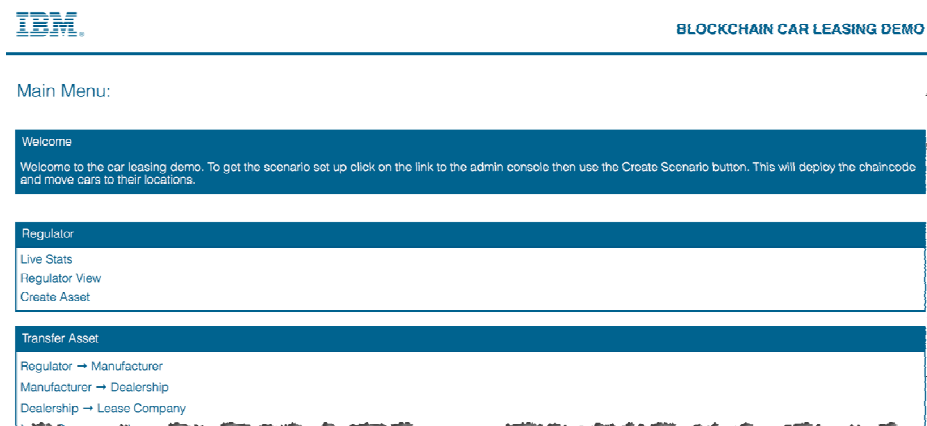 IBM.
BLOCKCHAIN CAR LEASING DEMO
Main Menu:
Welcome
Welcome to the car leasing demo. To get the scenario set up click on the link to the admin console then use the Create Scenario button. This will deploy the chaincode
and move cars to their locations.
Regulator
Live Stats
Regulator View
Create Asset
Transfer Asset
Regulator → Manufacturer
Manufacturer → Dealership
Dealership → Lease Company